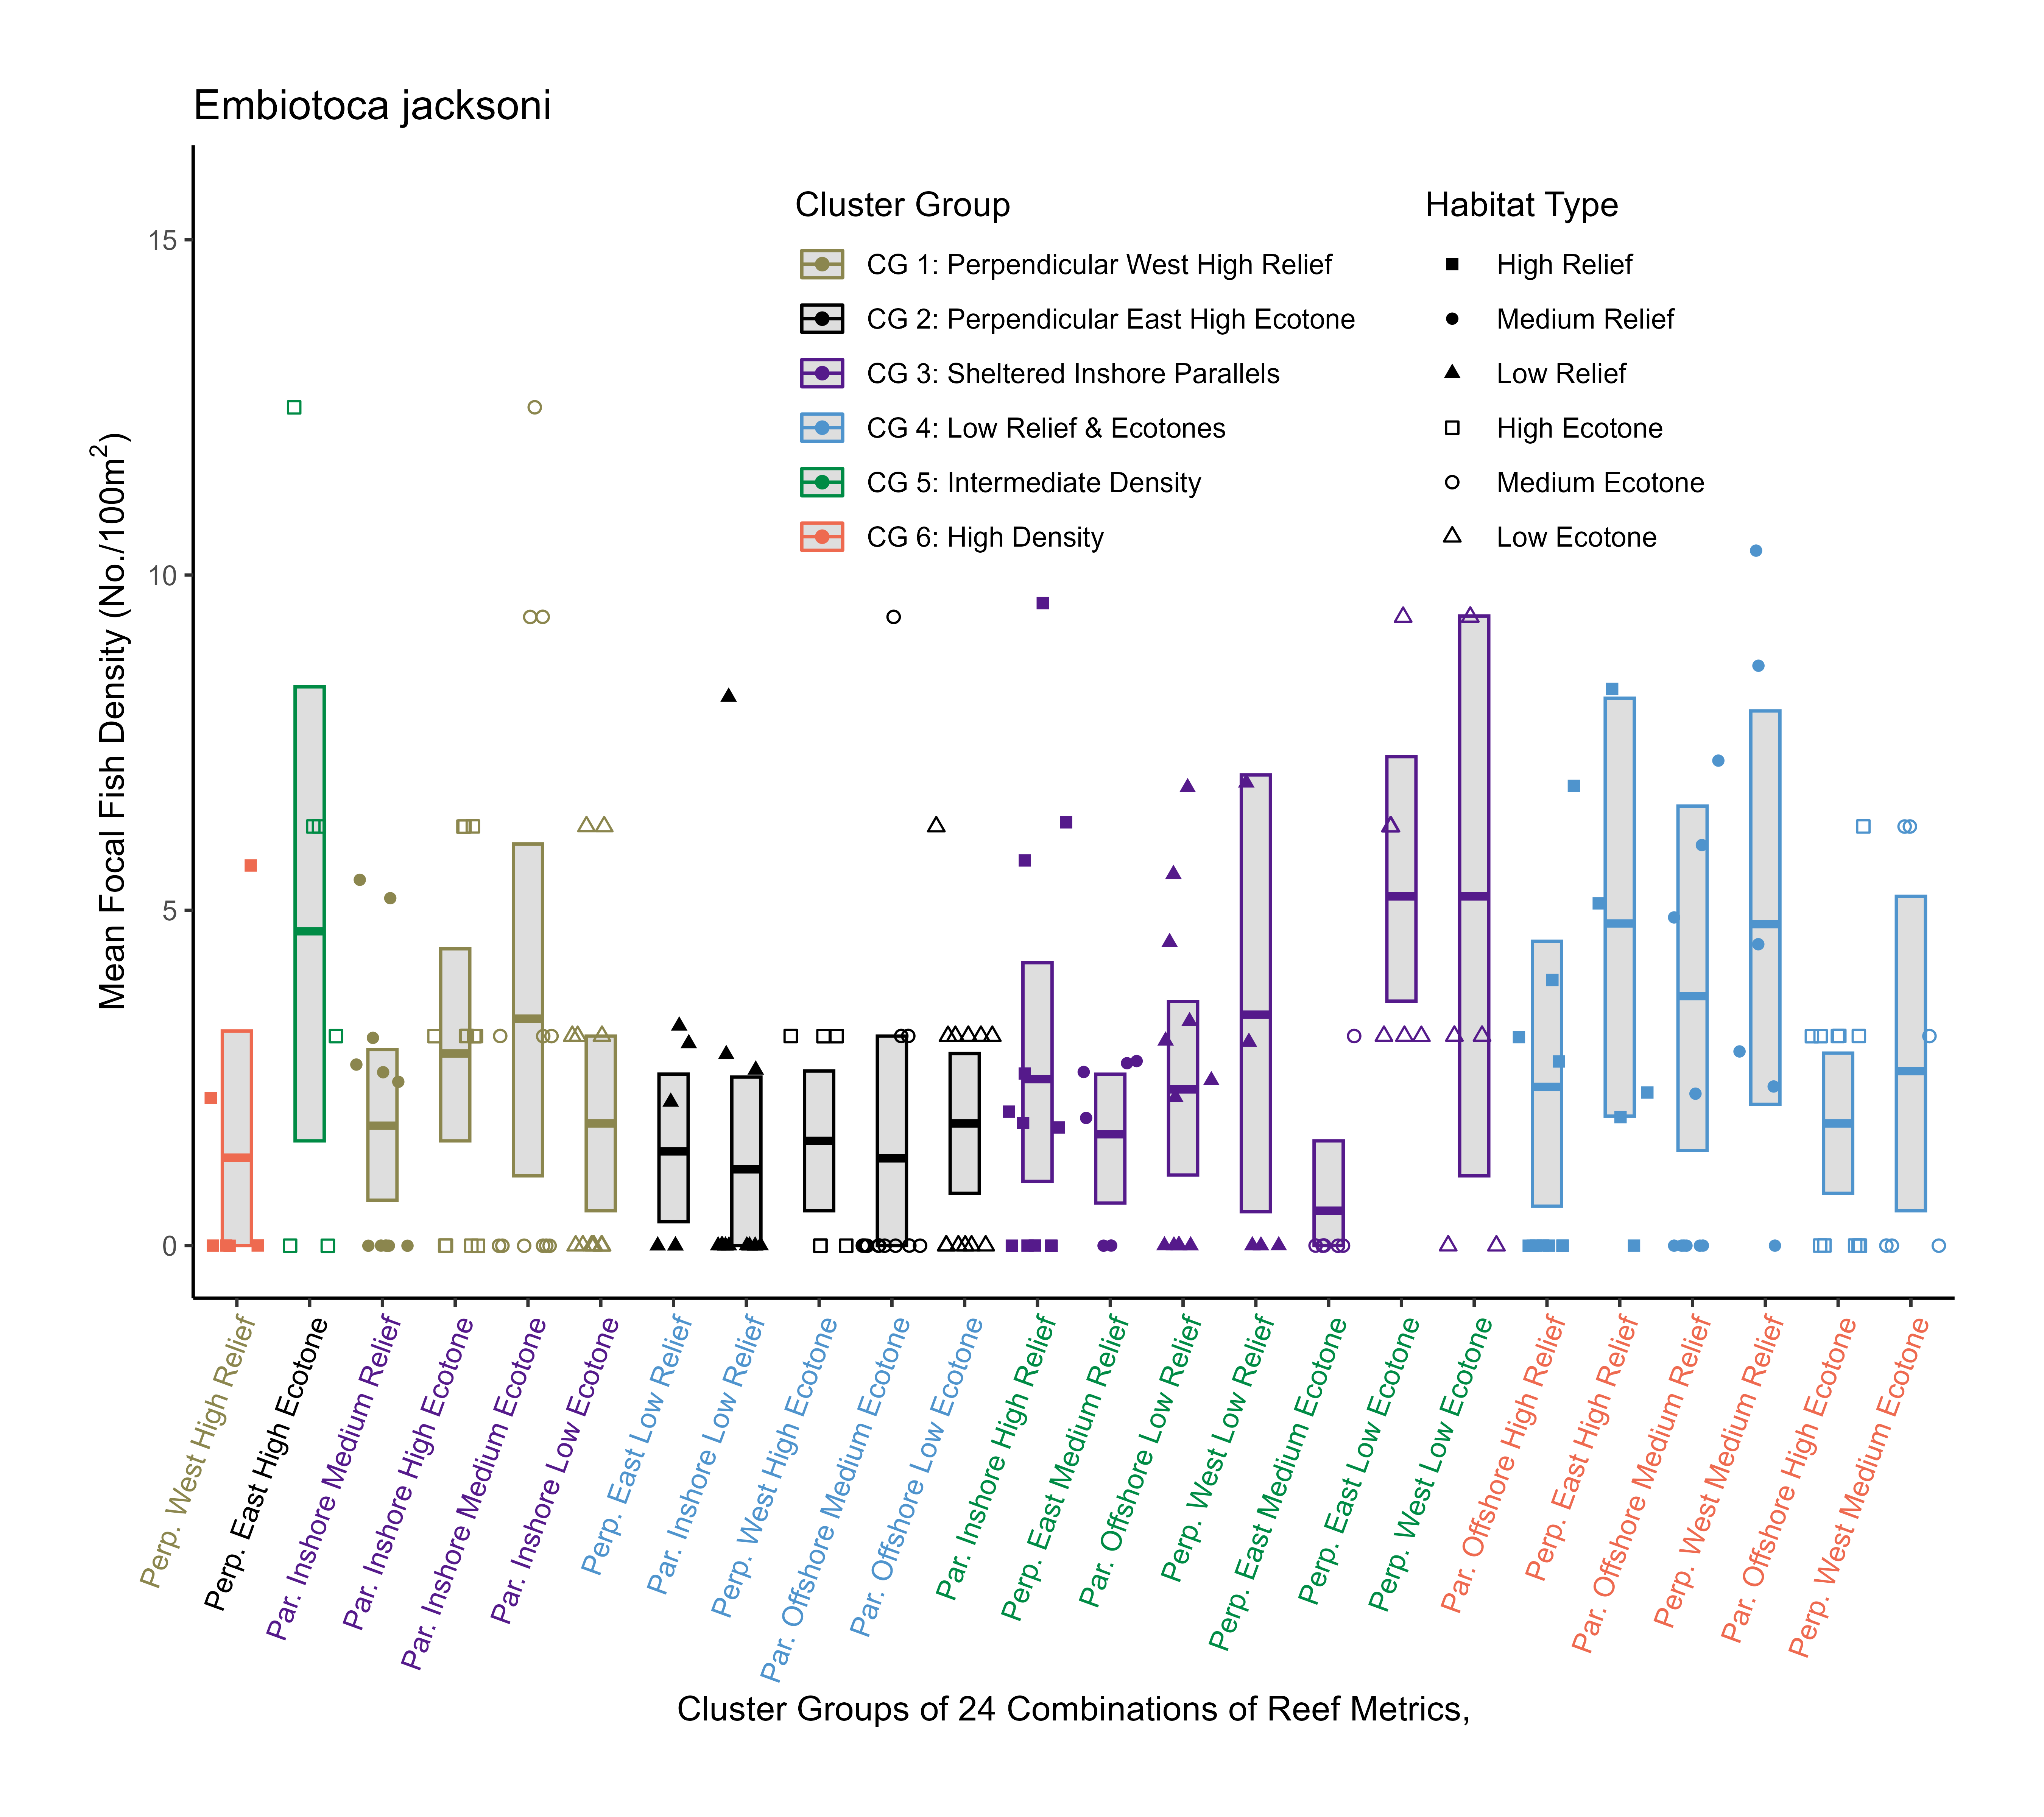 Embiotoca jacksoni
Mean Focal Fish Density (No./100m²)
15
10
5
0
Cluster Group
CG 1: Perpendicular West High Relief
CG 2: Perpendicular East High Ecotone
CG 3: Sheltered Inshore Parallels
CG 4: Low Relief & Ecotones
CG 5: Intermediate Density
CG 6: High Density
Habitat Type
High Relief
Medium Relief
Low Relief
High Ecotone
Medium Ecotone
Low Ecotone
Perp. West High Relief
Perp. East High Ecotone
Par. Inshore Medium Relief
Par. Inshore High Ecotone
Par. Inshore Medium Ecotone
Par. Inshore Low Ecotone
Perp. East Low Relief
Par. Inshore Low Relief
Perp. West High Ecotone
Par. Offshore Medium Ecotone
Par. Offshore Low Ecotone
Par. Inshore High Relief
Perp. East Medium Relief
Par. Offshore Low Relief
Perp. West Low Relief
Perp. East Medium Ecotone
Perp. East Low Ecotone
Perp. West Low Ecotone
Par. Offshore High Relief
Perp. East High Relief
Par. Offshore Medium Relief
Perp. West Medium Relief
Par. Offshore High Ecotone
Perp. West Medium Ecotone
Cluster Groups of 24 Combinations of Reef Metrics,